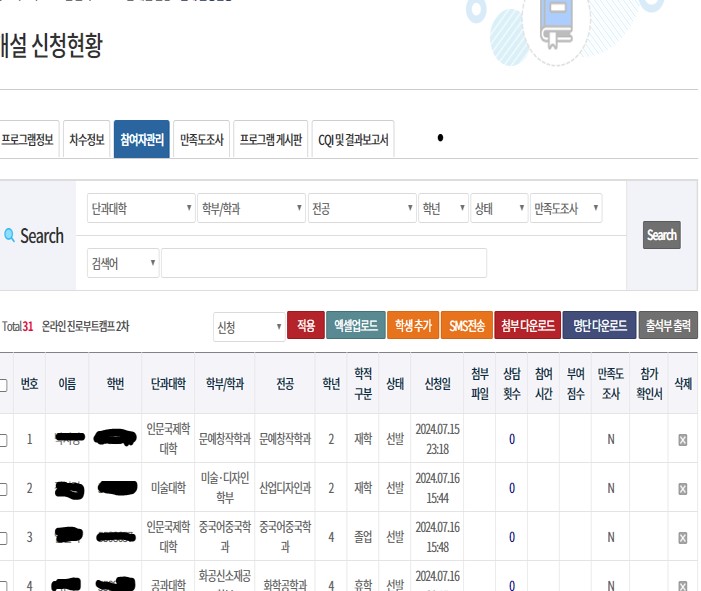 개설 신청현황
프로그램정보 차수정보 참여자관리 만족도조사 프로그램 게시판 CQI 및 결과보고서
단과대학 학부/학과 전공 학년 상태 만족도조사
Search Search
검색어
Total 31 온라인 진로부트캠프 2차 신청 적용 엑셀업로드 학생 추가 SMS전송 첨부 다운로드 명단 다운로드 출석부 출력
번호 이름 학번 단과대학 학부/학과 전공 학년 학적 구분 상태 신청일 첨부 파일 상담 횟수 참여 시간 부여 점수 만족도 조사 참가 확인서 삭제
1 인문국제학 대학 문예창작학과 문예창작학과 2 재학 선발 2024.07.15 23:18 0 N X
2 미술대학 미술·디자인 학부 산업디자인과 2 재학 선발 2024.07.16 15:44 0 N X
3 인문국제학 대학 중국어중국학 과 중국어중국학 과 4 졸업 선발 2024.07.16 15:48 0 N X
4 공과대학 화공신소재공 화학공학과 4 휴학 선발 2024.07.16 0 N X